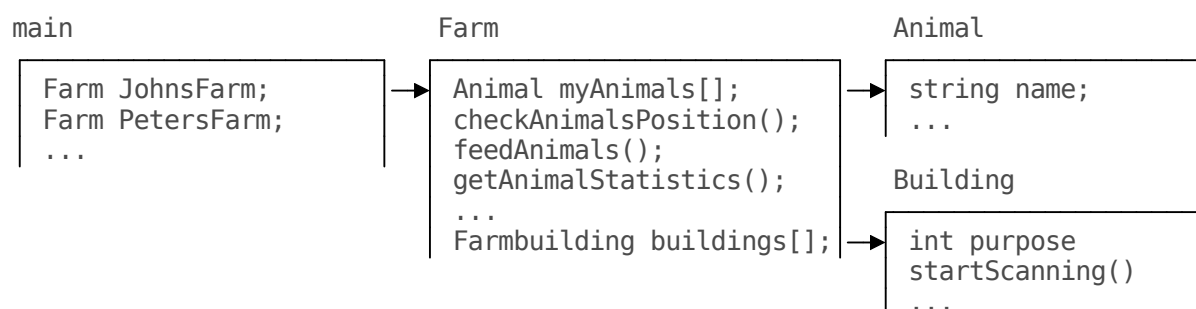 main
Farm JohnsFarm;
Farm PetersFarm;
...
Farm
Animal myAnimals[];
checkAnimalsPosition();
feedAnimals();
getAnimalStatistics();
...
Farmbuilding buildings[];
Animal
string name;
...
Building
int purpose
startScanning()
...